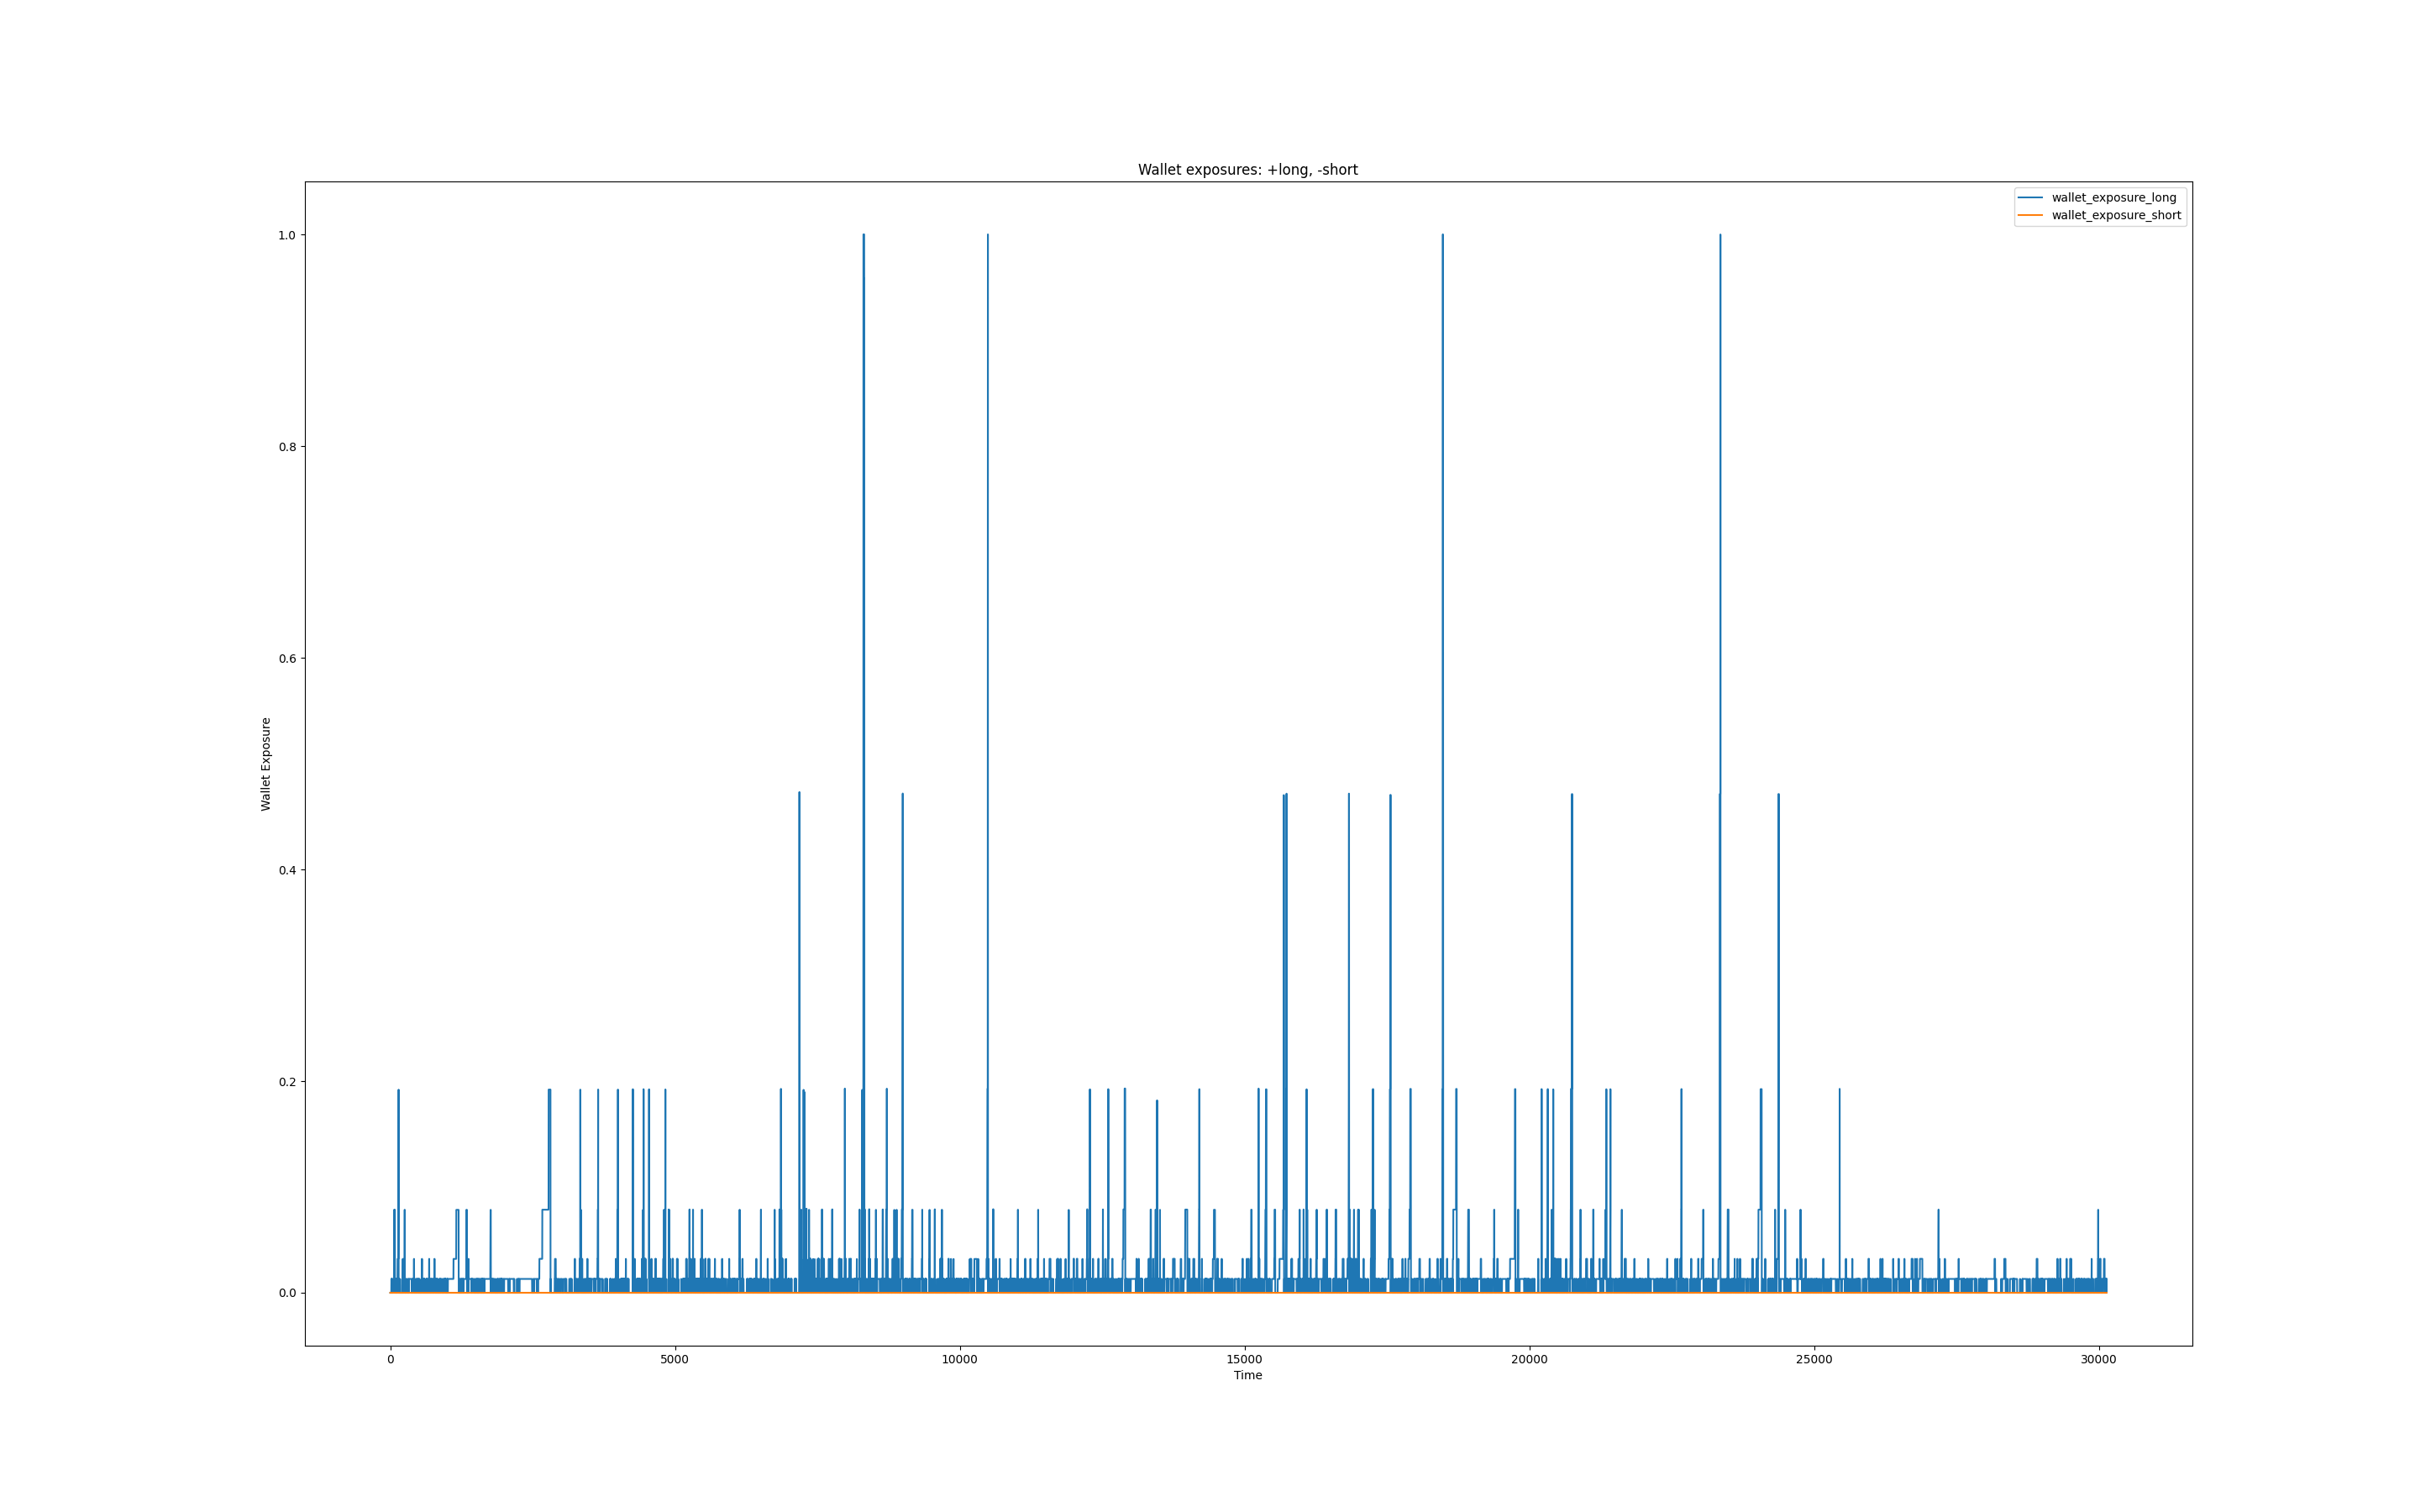 Wallet exposures: +long, -short
wallet_exposure_long
wallet_exposure_short
1.0
0.8
0.6
0.4
0.2
0.0
Wallet Exposure
0
5000
10000
15000
20000
25000
30000
Time